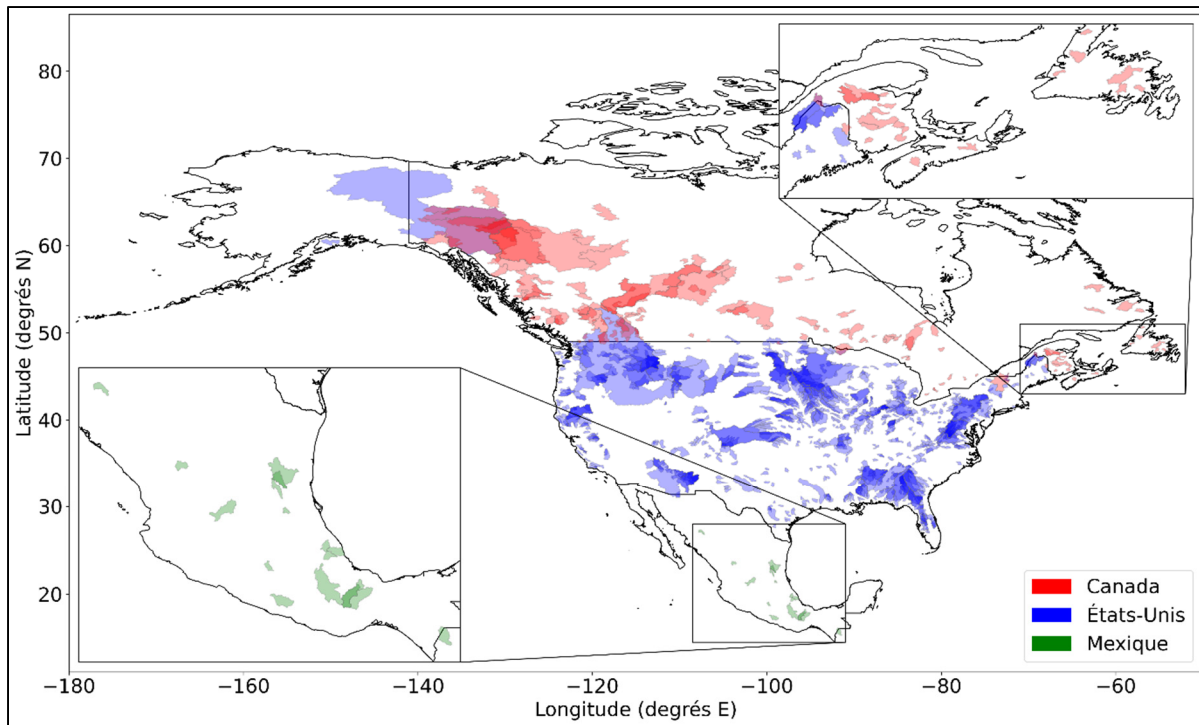 80
70
60
50
40
30
20
Latitude (degrés N)
Canada
États-Unis
Mexique
−180 −160 −140 −120 −100 −80 −60
Longitude (degrés E)